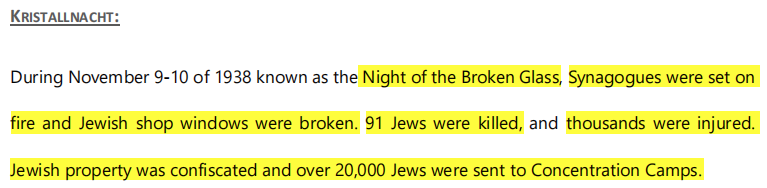 KRISTALLNACHT:
During November 9-10 of 1938 known as the Night of the Broken Glass, Synagogues were set on
fire and Jewish shop windows were broken. 91 Jews were killed, and thousands were injured.
Jewish property was confiscated and over 20,000 Jews were sent to Concentration Camps.